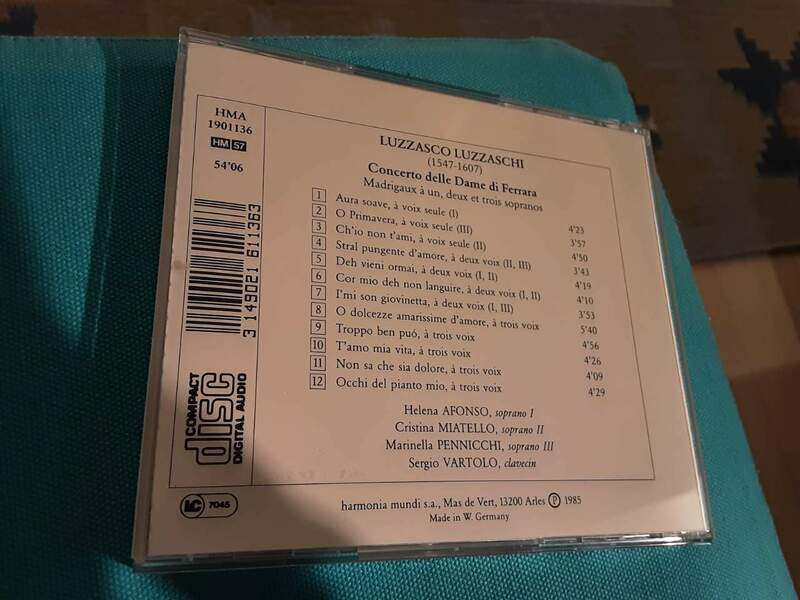 HMA
1901136
HM 57
54'06
3 149021 611363
COMPACT
disc
DIGITAL AUDIO
LC 7045
LUZZASCO LUZZASCHI
(1547-1607)
Concerto delle Dame di Ferrara
Madrigaux à un, deux et trois sopranos
1 Aura soave, à voix seule (I) 4'23
2 O Primavera, à voix seule (III) 3'57
3 Ch'io non t'ami, à voix seule (II) 4'50
4 Stral pungente d'amore, à deux voix (II, III) 3'43
5 Deh vieni ormai, à deux voix (I, II) 4'19
6 Cor mio deh non languire, à deux voix (I, II) 4'10
7 I'mi son giovinetta, à deux voix (I, III) 3'53
8 O dolcezze amarissime d'amore, à trois voix 5'40
9 Troppo ben puó, à trois voix 4'56
10 T'amo mia vita, à trois voix 4'26
11 Non sa che sia dolore, à trois voix 4'09
12 Occhi del pianto mio, à trois voix 4'29
Helena AFONSO, soprano I
Cristina MIATELLO, soprano II
Marinella PENNICCHI, soprano III
Sergio VARTOLO, clavecin
harmonia mundi s.a., Mas de Vert, 13200 Arles Ⓟ 1985
Made in W. Germany